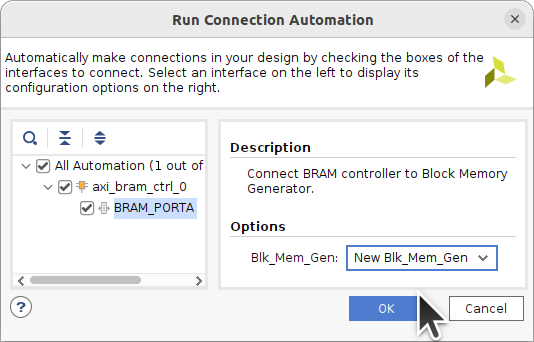 Run Connection Automation
Automatically make connections in your design by checking the boxes of the
interfaces to connect. Select an interface on the left to display its
configuration options on the right.
All Automation (1 out of
axi_bram_ctrl_0
BRAM_PORTA
Description
Connect BRAM controller to Block Memory
Generator.
Options
Blk_Mem_Gen: New Blk_Mem_Gen
?
OK
Cancel